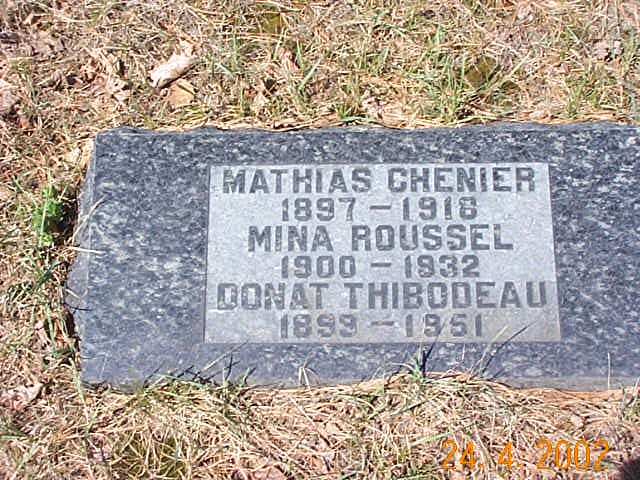 MATHIAS CHENIER
1897 - 1918
MINA ROUSSEL
1900 - 1932
DONAT THIBODEAU
1899 - 1951
24. 4. 2002